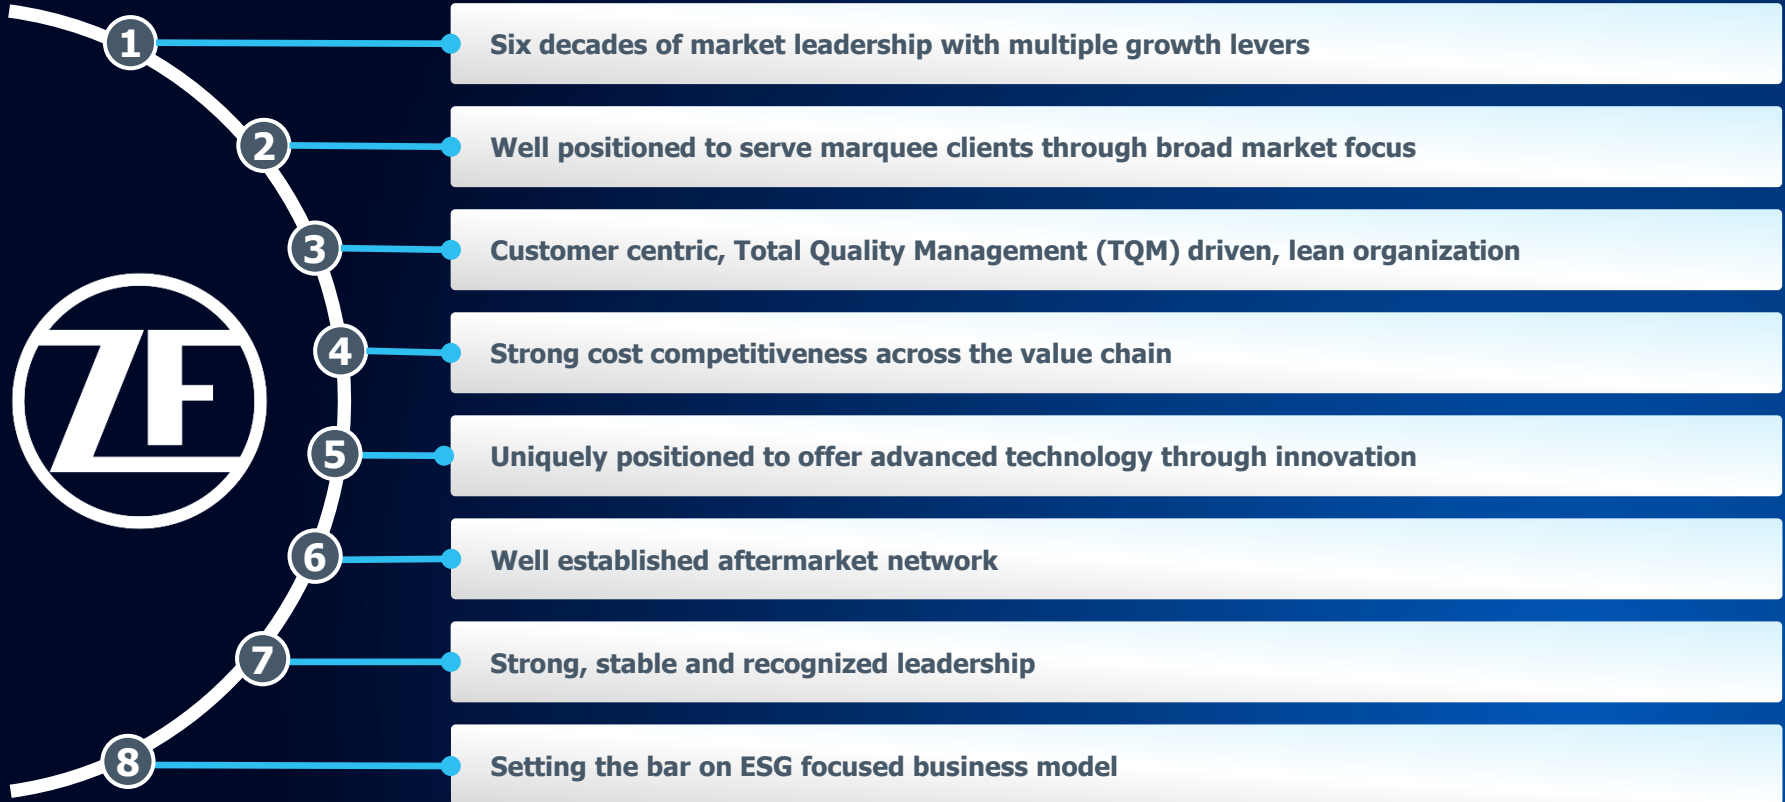 1
Six decades of market leadership with multiple growth levers
2
Well positioned to serve marquee clients through broad market focus
3
Customer centric, Total Quality Management (TQM) driven, lean organization
4
Strong cost competitiveness across the value chain
ZF
5
Uniquely positioned to offer advanced technology through innovation
6
Well established aftermarket network
7
Strong, stable and recognized leadership
8
Setting the bar on ESG focused business model